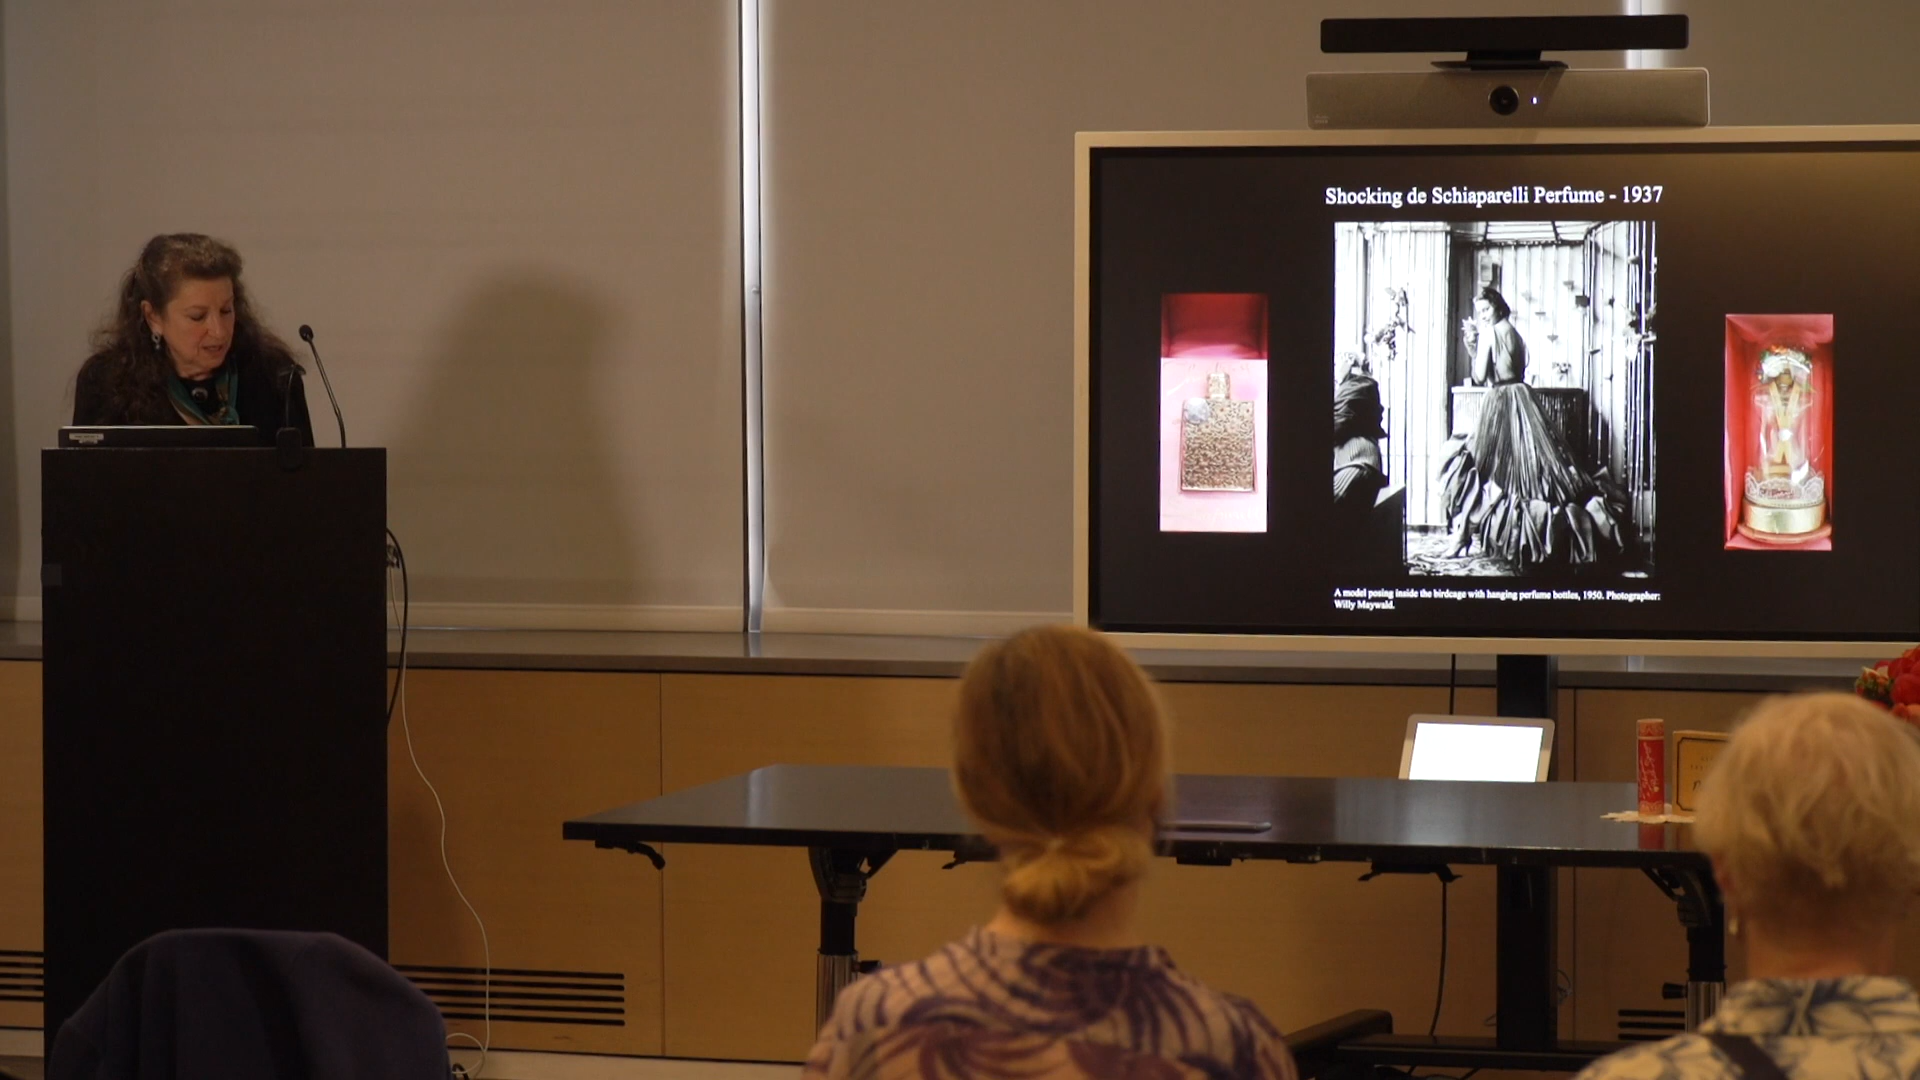 Shocking de Schiaparelli Perfume - 1937
A model posing inside the birdcage with hanging perfume bottles, 1950. Photographer:
Willy Maywald.